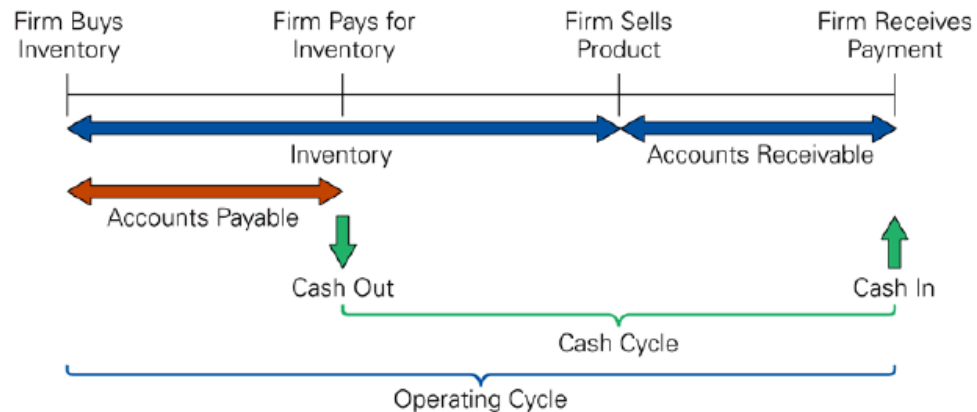 Firm Buys
Inventory
Firm Pays for
Inventory
Firm Sells
Product
Firm Receives
Payment
Inventory
Accounts Receivable
Accounts Payable
Cash Out
Cash In
Cash Cycle
Operating Cycle